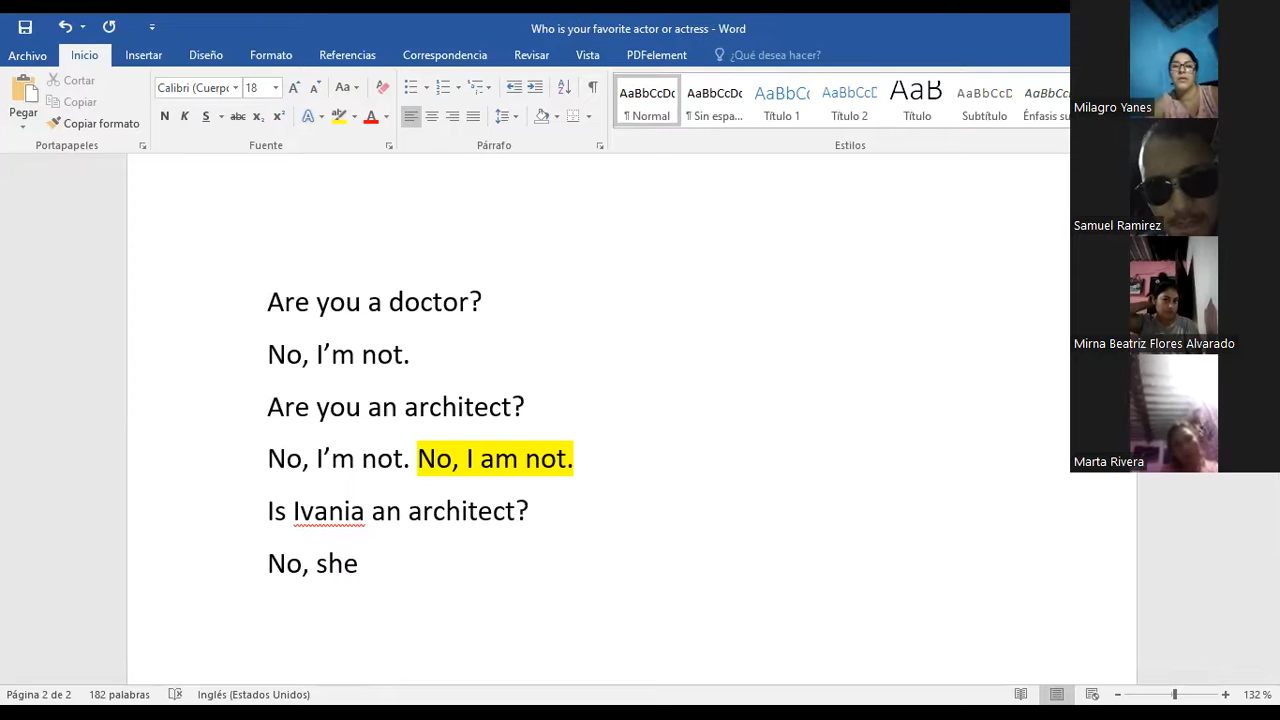 Who is your favorite actor or actress - Word
Archivo Inicio Insertar Diseño Formato Referencias Correspondencia Revisar Vista PDFelement ¿Qué desea hacer?
Pegar
Cortar
Copiar
Copiar formato
Portapapeles
Calibri (Cuerpo 18
Aa
N K S abc x₂ x²
A A
Fuente
Párrafo
AaBbCcDc AaBbCcDc AaBbCc AaBbCcD AaB AaBbCcD AaBbCcD
¶ Normal ¶ Sin espa... Título 1 Título 2 Título Subtítulo Énfasis su
Estilos
Are you a doctor?
No, I’m not.
Are you an architect?
No, I’m not. No, I am not.
Is Ivania an architect?
No, she
Página 2 de 2 182 palabras Inglés (Estados Unidos) 132 %
Milagro Yanes
Samuel Ramirez
Mirna Beatriz Flores Alvarado
Marta Rivera